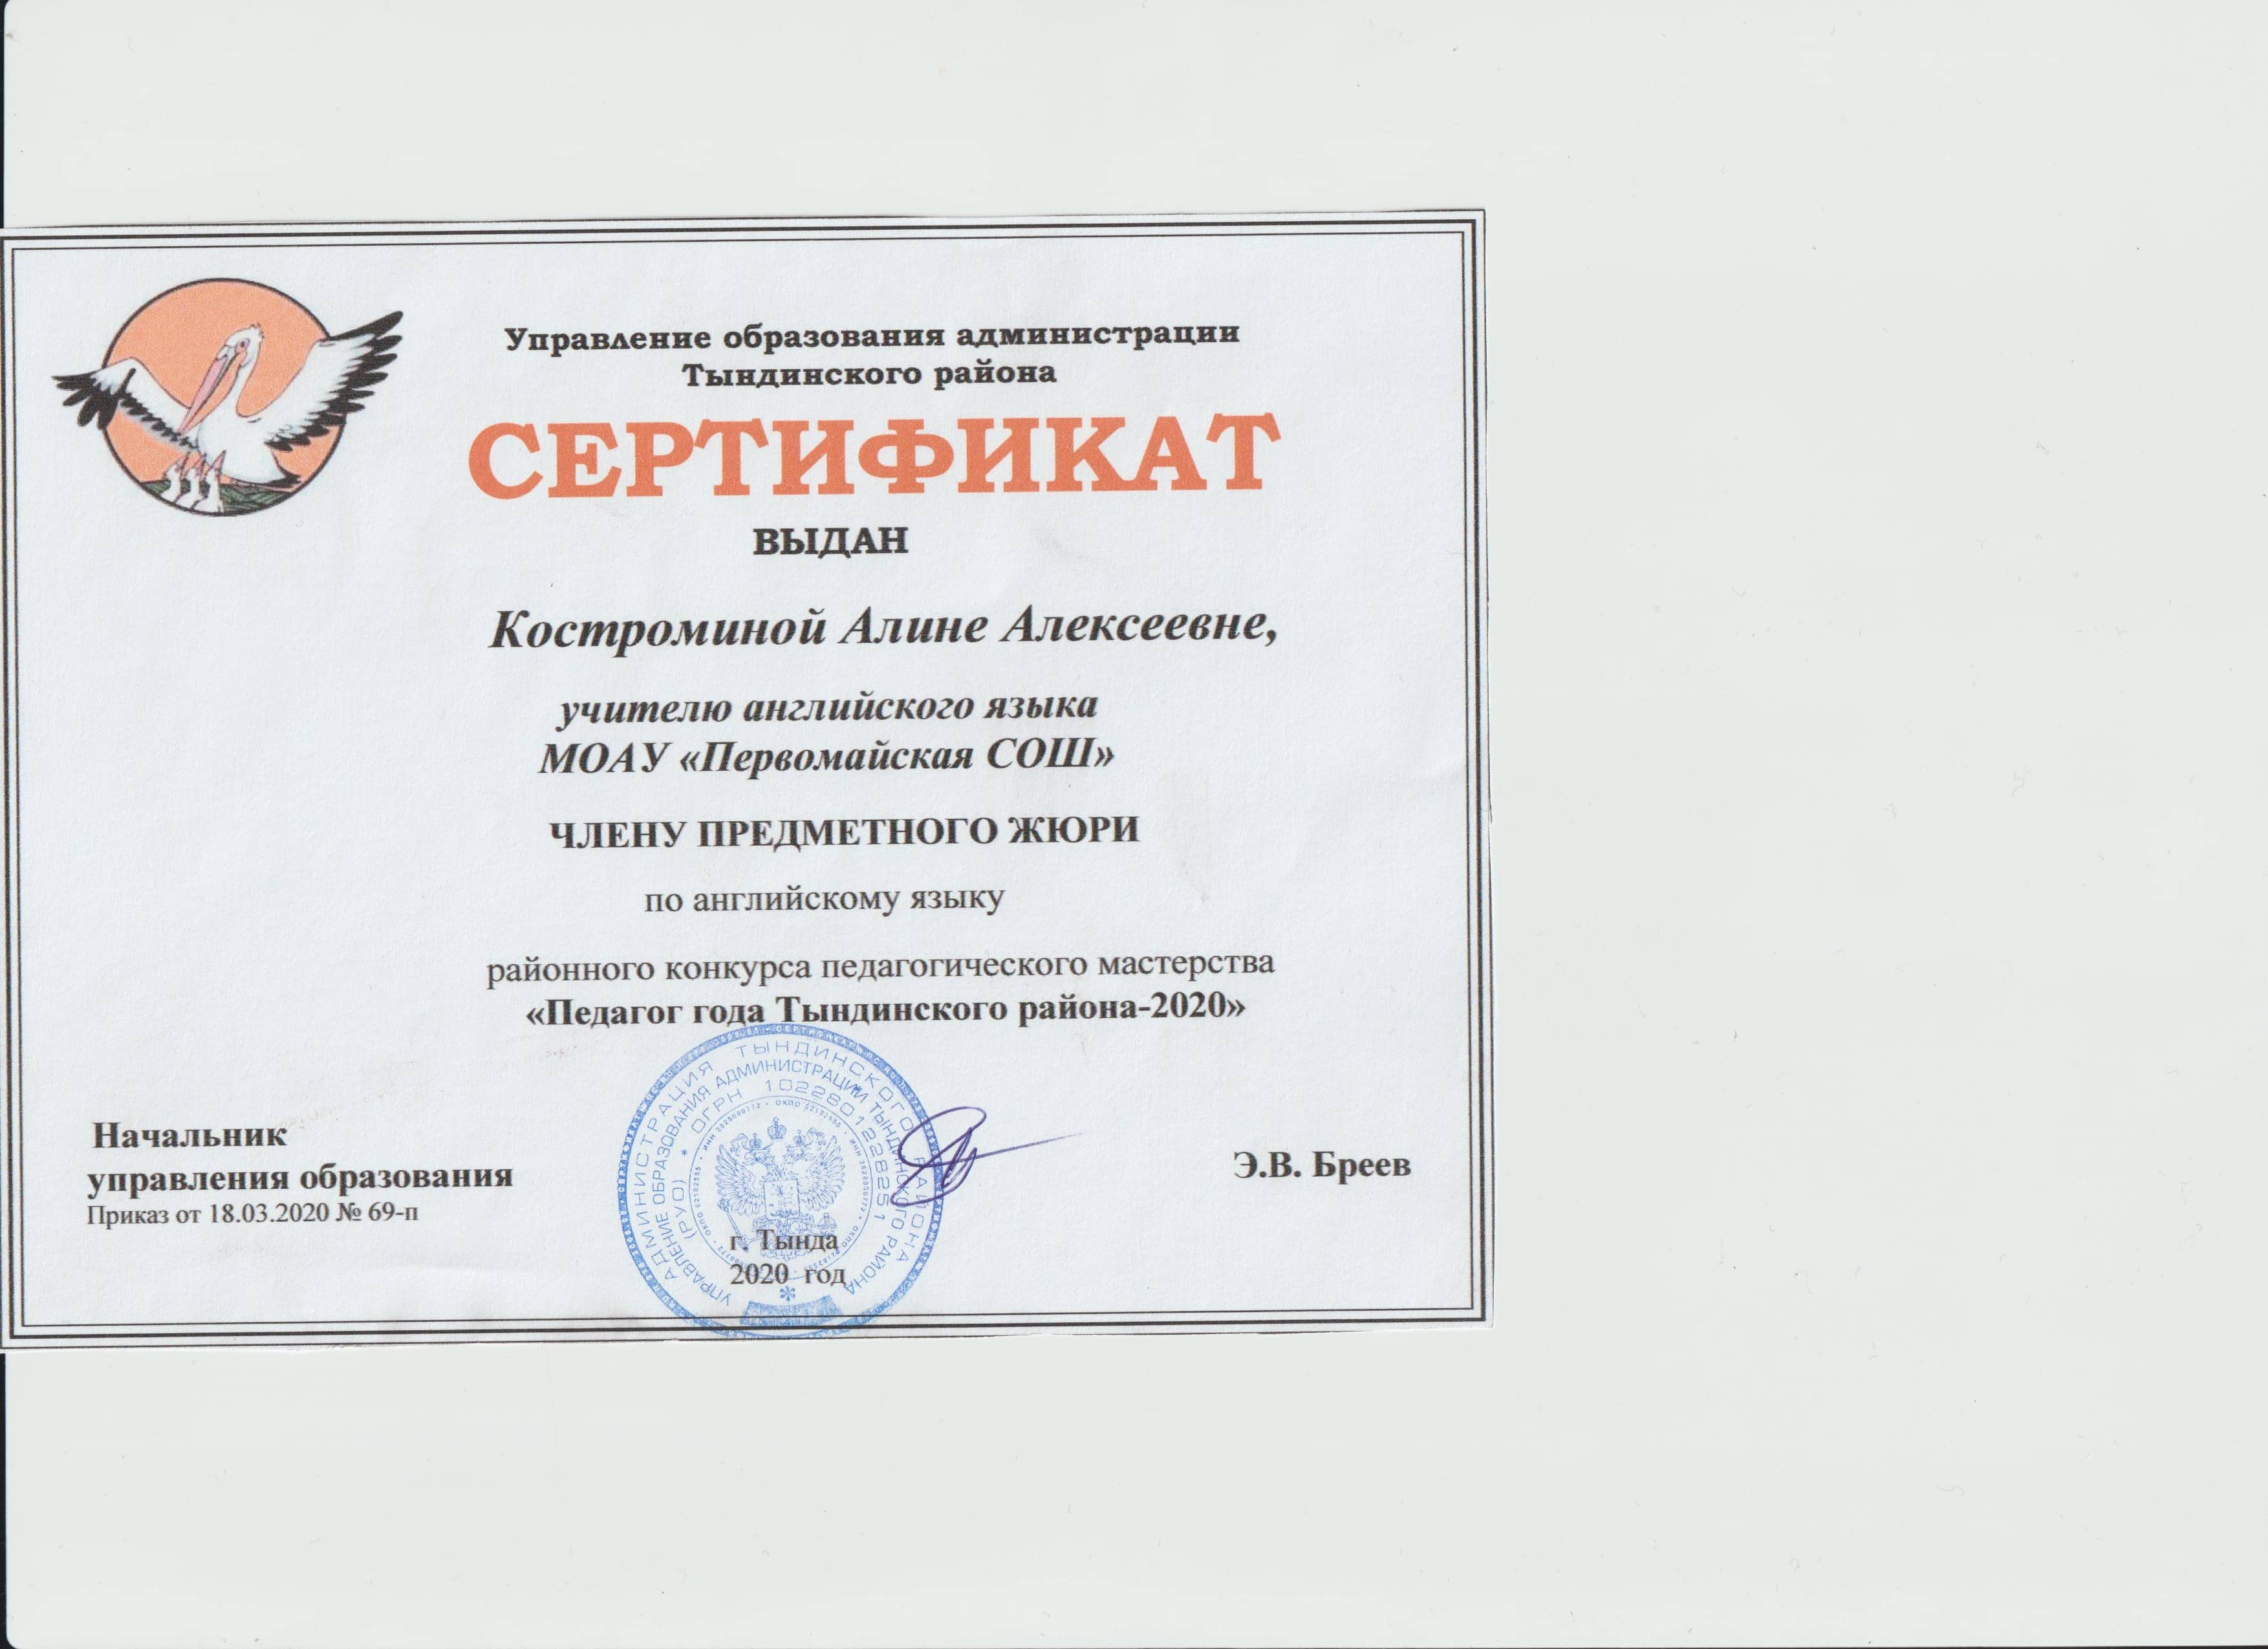 Управление образования администрации
Тындинского района
СЕРТИФИКАТ
ВЫДАН
Костроминой Алине Алексеевне,
учителю английского языка
МОАУ «Первомайская СОШ»
ЧЛЕНУ ПРЕДМЕТНОГО ЖЮРИ
по английскому языку
районного конкурса педагогического мастерства
«Педагог года Тындинского района-2020»
Начальник
управления образования
Приказ от 18.03.2020 № 69-п
Э.В. Бреев
АДМИНИСТРАЦИЯ ТЫНДИНСКОГО РАЙОНА
УПРАВЛЕНИЕ ОБРАЗОВАНИЯ АДМИНИСТРАЦИИ ТЫНДИНСКОГО РАЙОНА
(РУО) * ОГРН 1022801228251
г. Тында
2020 год